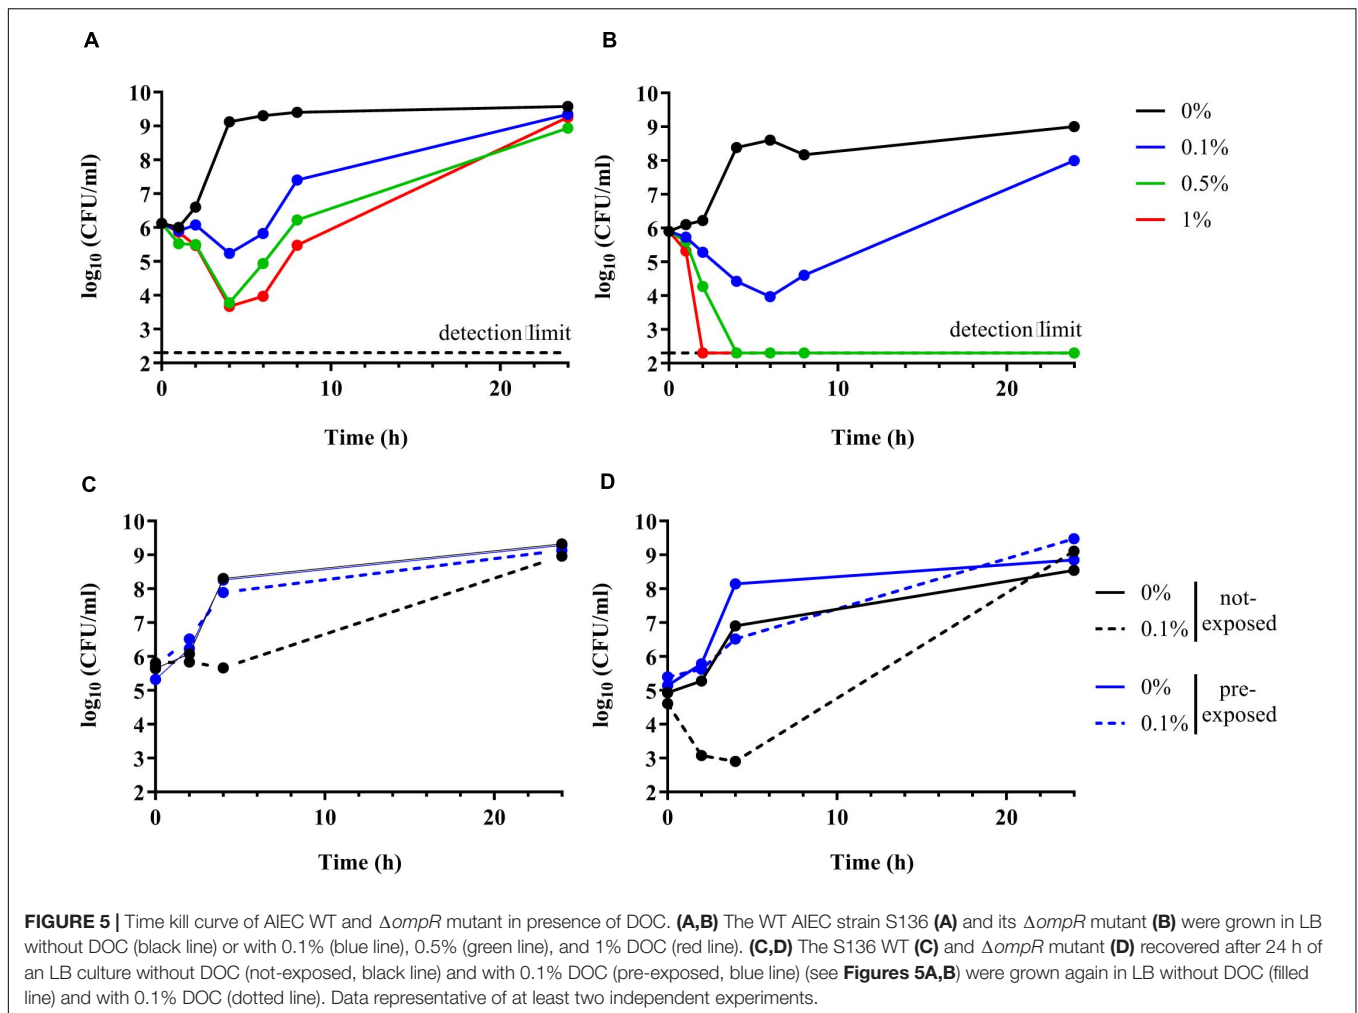 A
B
10
9
8
7
6
5
4
3
2
log10 (CFU/ml)
detection limit
0
10
20
Time (h)
10
9
8
7
6
5
4
3
2
log10 (CFU/ml)
detection limit
0
10
20
Time (h)
0%
0.1%
0.5%
1%
C
D
10
9
8
7
6
5
4
3
2
log10 (CFU/ml)
0
10
20
Time (h)
10
9
8
7
6
5
4
3
2
log10 (CFU/ml)
0
10
20
Time (h)
0%
0.1%
not-
exposed
0%
0.1%
pre-
exposed
FIGURE 5 | Time kill curve of AIEC WT and ΔompR mutant in presence of DOC. (A,B) The WT AIEC strain S136 (A) and its ΔompR mutant (B) were grown in LB
without DOC (black line) or with 0.1% (blue line), 0.5% (green line), and 1% DOC (red line). (C,D) The S136 WT (C) and ΔompR mutant (D) recovered after 24 h of
an LB culture without DOC (not-exposed, black line) and with 0.1% DOC (pre-exposed, blue line) (see Figures 5A,B) were grown again in LB without DOC (filled
line) and with 0.1% DOC (dotted line). Data representative of at least two independent experiments.